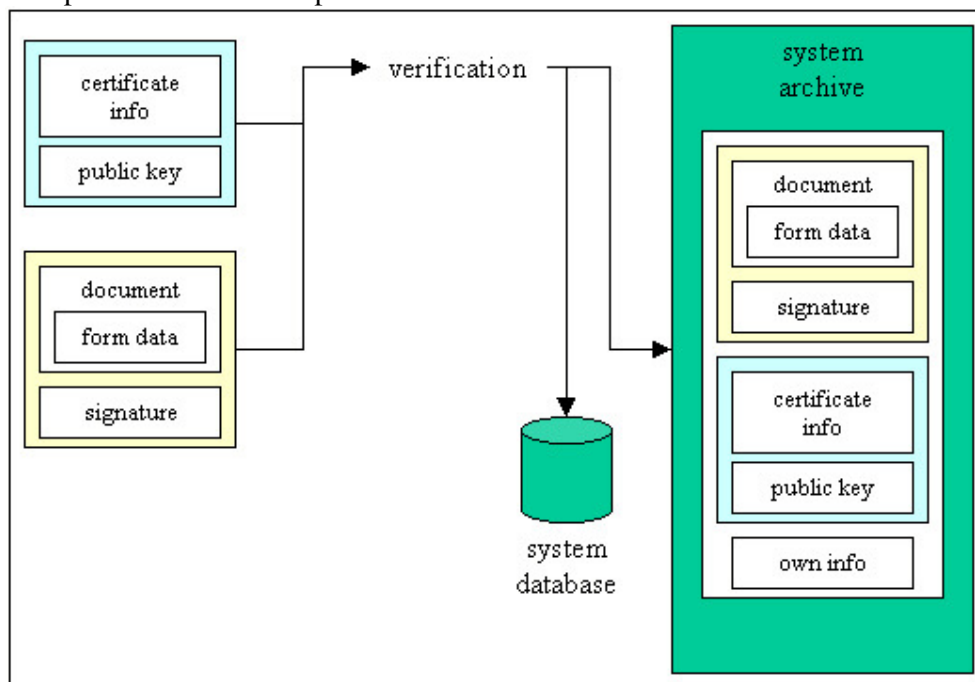 certificate
info
public key
document
form data
signature
verification
system
database
system
archive
document
form data
signature
certificate
info
public key
own info